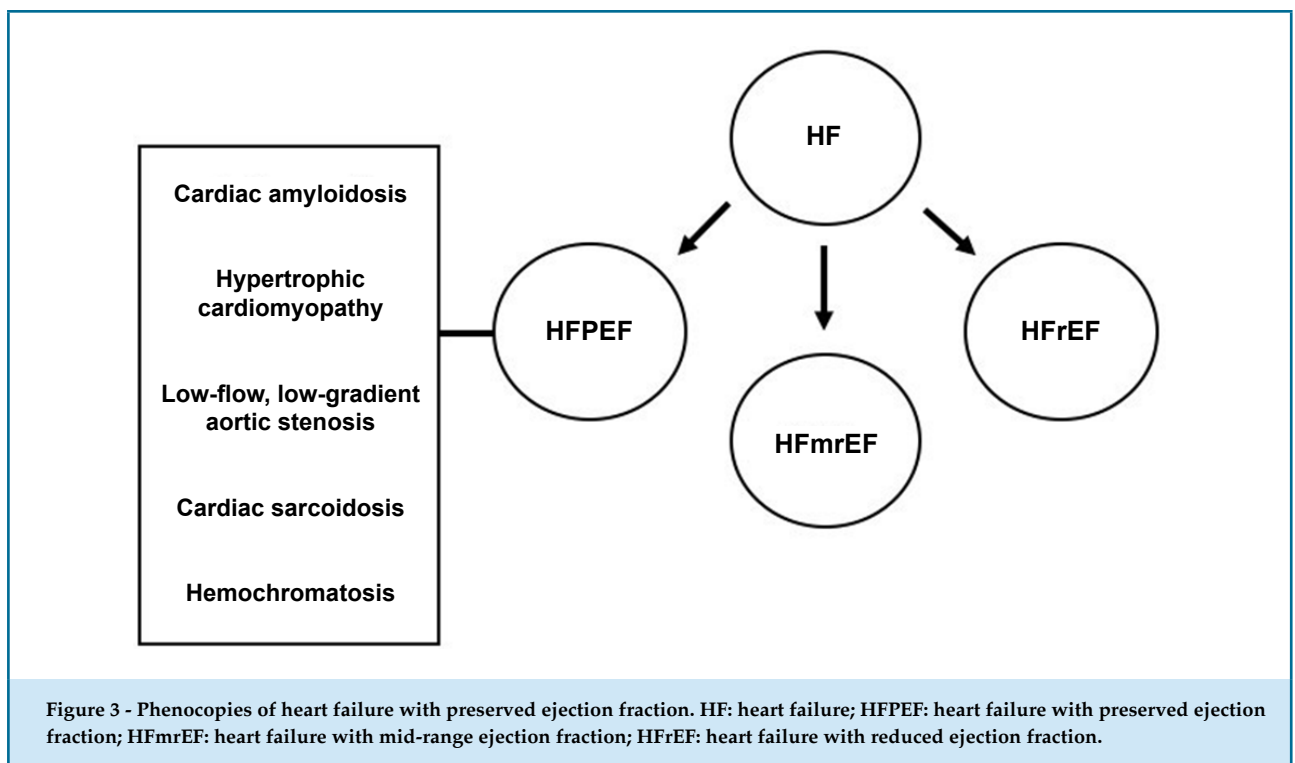 HF
Cardiac amyloidosis
Hypertrophic
cardiomyopathy
Low-flow, low-gradient
aortic stenosis
Cardiac sarcoidosis
Hemochromatosis
HFPEF
HFmrEF
HFrEF
Figure 3 - Phenocopies of heart failure with preserved ejection fraction. HF: heart failure; HFPEF: heart failure with preserved ejection
fraction; HFmrEF: heart failure with mid-range ejection fraction; HFrEF: heart failure with reduced ejection fraction.